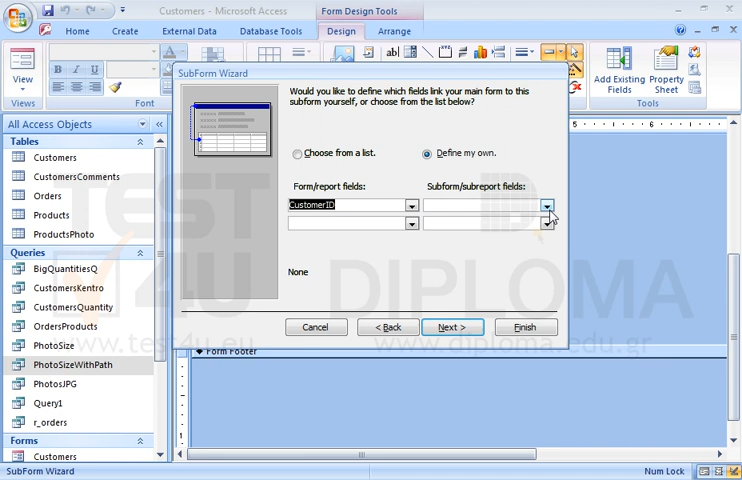 Customers - Microsoft Access
Form Design Tools
Home
Create
External Data
Database Tools
Design
Arrange
View
Views
Font
ab|
Add Existing
Fields
Property
Sheet
Tools
SubForm Wizard
Would you like to define which fields link your main form to this
subform yourself, or choose from the list below?
Choose from a list.
Define my own.
Form/report fields:
Subform/subreport fields:
CustomerID
None
Cancel
< Back
Next >
Finish
All Access Objects
Tables
Customers
CustomersComments
Orders
Products
ProductsPhoto
Queries
BigQuantitiesQ
CustomersKentro
CustomersQuantity
OrdersProducts
PhotoSize
PhotoSizeWithPath
PhotosJPG
Query1
r_orders
Forms
Customers
5
6
7
Form Footer
1
SubForm Wizard
Num Lock
TEST
4U
www.test4u.eu
DIPLOMA
www.diploma.edu.gr